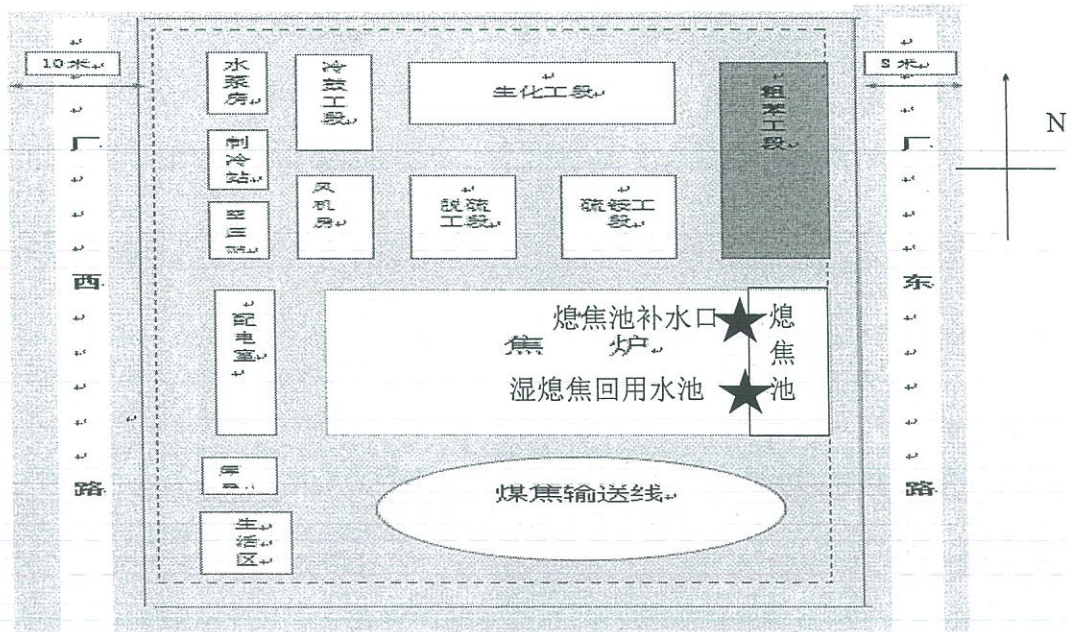 10米
8米
N
水泵房
冷鼓工段
生化工段
粗苯工段
制冷站
风机房
脱硫工段
硫铵工段
空压站
厂西路
厂东路
配电室
熄焦池补水口
焦炉
湿熄焦回用水池
熄焦池
煤焦输送线
生活区